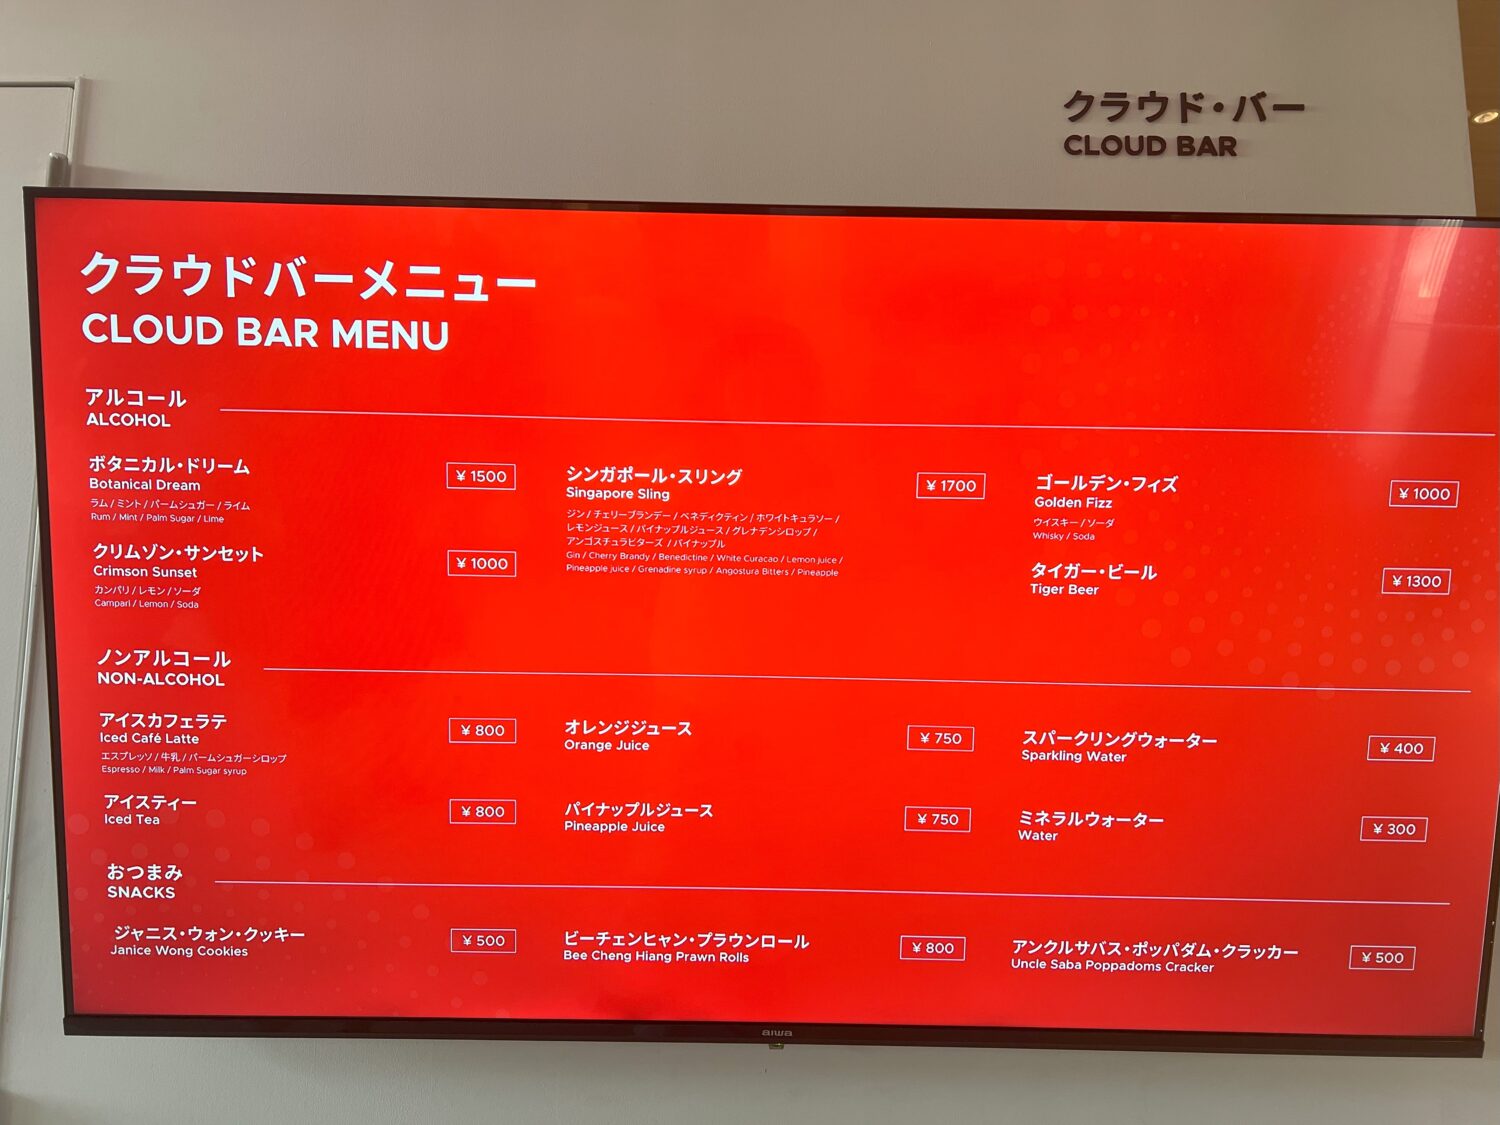 クラウド・バー
CLOUD BAR
クラウドバーメニュー
CLOUD BAR MENU
アルコール
ALCOHOL
ボタニカル・ドリーム
Botanical Dream
¥ 1500
ラム / ミント / パームシュガー / ライム
Rum / Mint / Palm Sugar / Lime
クリムゾン・サンセット
Crimson Sunset
¥ 1000
カンパリ / レモン / ソーダ
Campari / Lemon / Soda
シンガポール・スリング
Singapore Sling
¥ 1700
ジン / チェリーブランデー / ベネディクティン / ホワイトキュラソー /
レモンジュース / パイナップルジュース / グレナデンシロップ /
アンゴスチュラビターズ / パイナップル
Gin / Cherry Brandy / Benedictine / White Curacao / Lemon juice /
Pineapple juice / Grenadine syrup / Angostura Bitters / Pineapple
ゴールデン・フィズ
Golden Fizz
¥ 1000
ウイスキー / ソーダ
Whisky / Soda
タイガー・ビール
Tiger Beer
¥ 1300
ノンアルコール
NON-ALCOHOL
アイスカフェラテ
Iced Café Latte
¥ 800
エスプレッソ / 牛乳 / パームシュガーシロップ
Espresso / Milk / Palm Sugar syrup
アイスティー
Iced Tea
¥ 800
オレンジジュース
Orange Juice
¥ 750
パイナップルジュース
Pineapple Juice
¥ 750
スパークリングウォーター
Sparkling Water
¥ 400
ミネラルウォーター
Water
¥ 300
おつまみ
SNACKS
ジャニス・ウォン・クッキー
Janice Wong Cookies
¥ 500
ビーチェンヒャン・プラウンロール
Bee Cheng Hiang Prawn Rolls
¥ 800
アンクルサバス・ポッパダム・クラッカー
Uncle Saba Poppadoms Cracker
¥ 500
aiwa